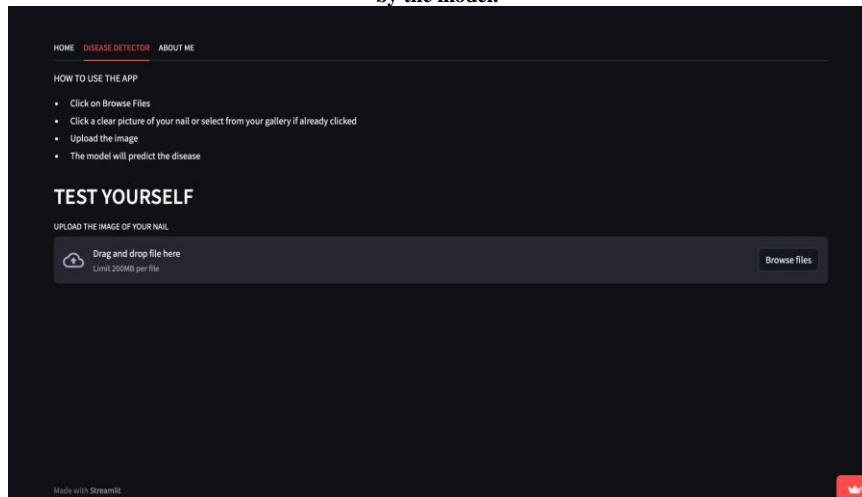 by the model.
HOME DISEASE DETECTOR ABOUT ME
HOW TO USE THE APP
• Click on Browse Files
• Click a clear picture of your nail or select from your gallery if already clicked
• Upload the image
• The model will predict the disease
TEST YOURSELF
UPLOAD THE IMAGE OF YOUR NAIL
Drag and drop file here
Limit 200MB per file
Browse files
Made with Streamlit